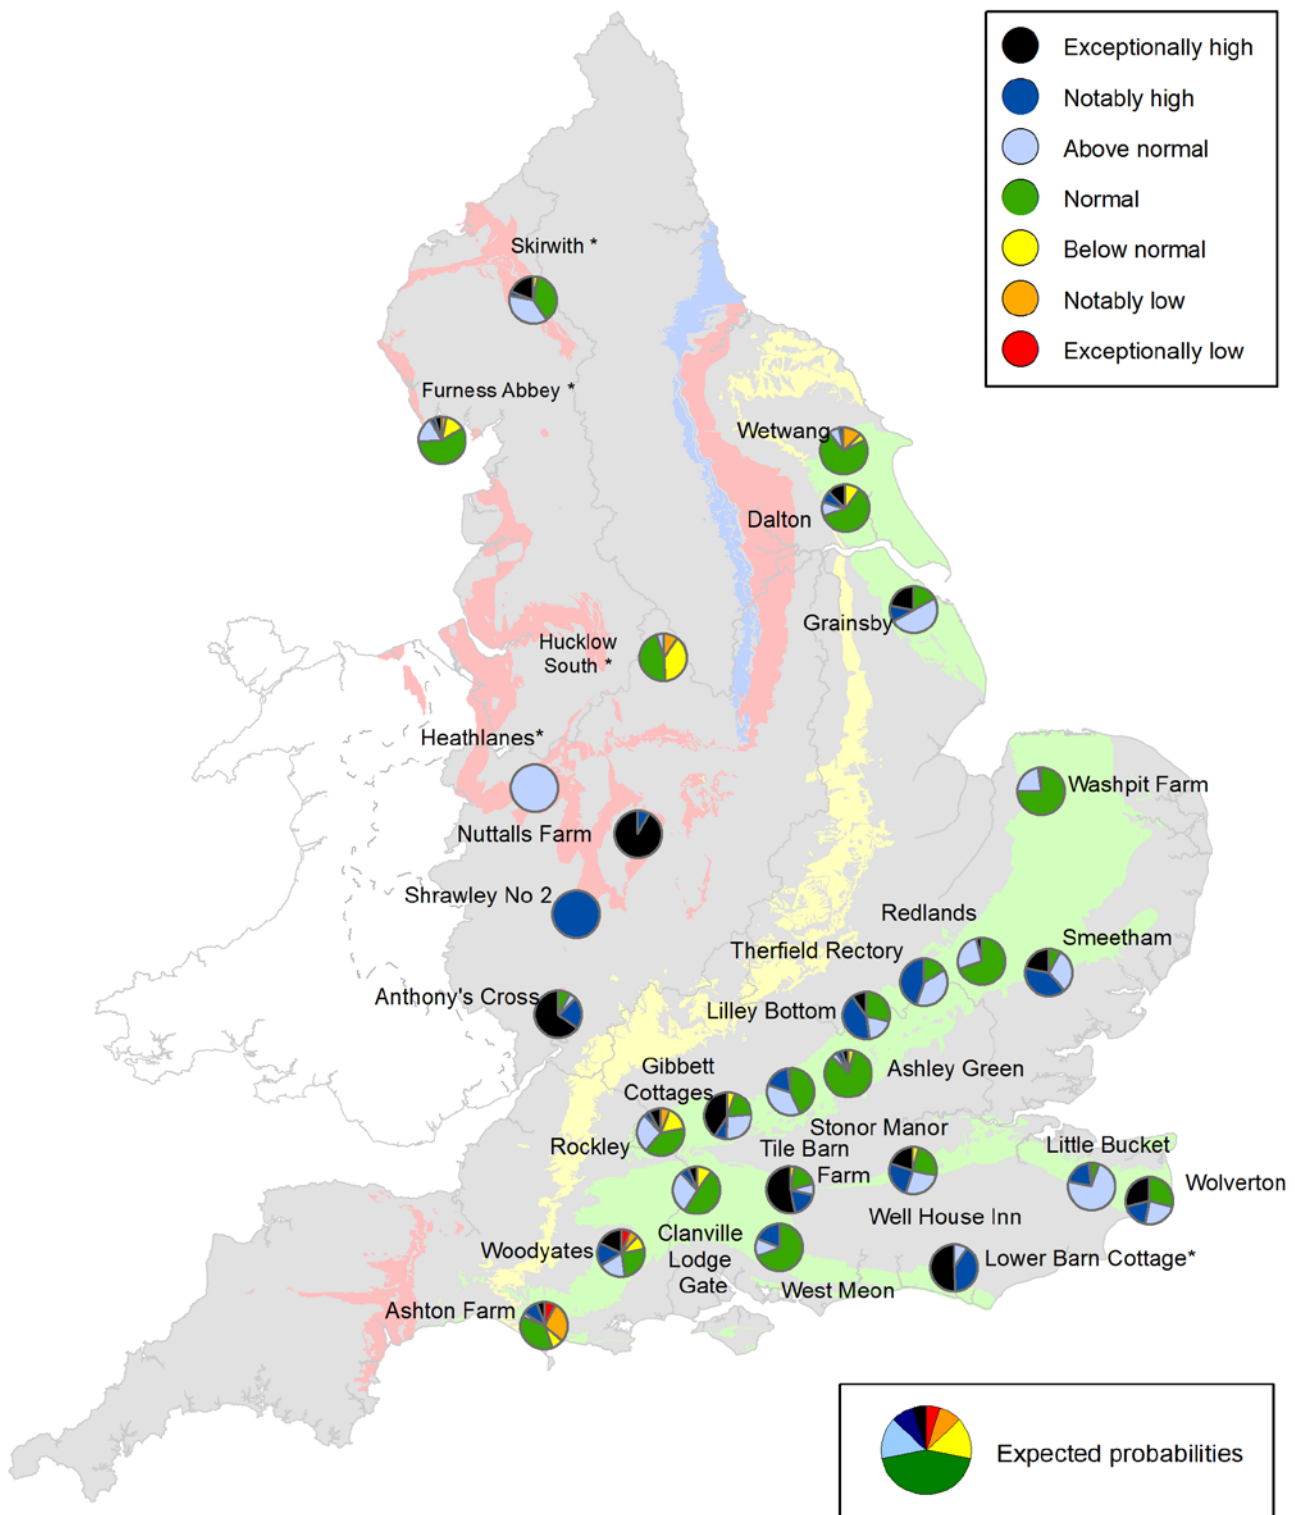 Exceptionally high
Notably high
Above normal
Normal
Below normal
Notably low
Exceptionally low
Skirwith *
Furness Abbey *
Wetwang
Dalton
Grainsby
Hucklow
South *
Heathlanes*
Washpit Farm
Nuttalls Farm
Shrawley No 2
Redlands
Smeetham
Therfield Rectory
Anthony's Cross
Lilley Bottom
Gibbett
Cottages
Ashley Green
Stonor Manor
Rockley
Tile Barn
Farm
Little Bucket
Wolverton
Well House Inn
Clanville
Lodge
Gate
Woodyates
Lower Barn Cottage*
West Meon
Ashton Farm
Expected probabilities